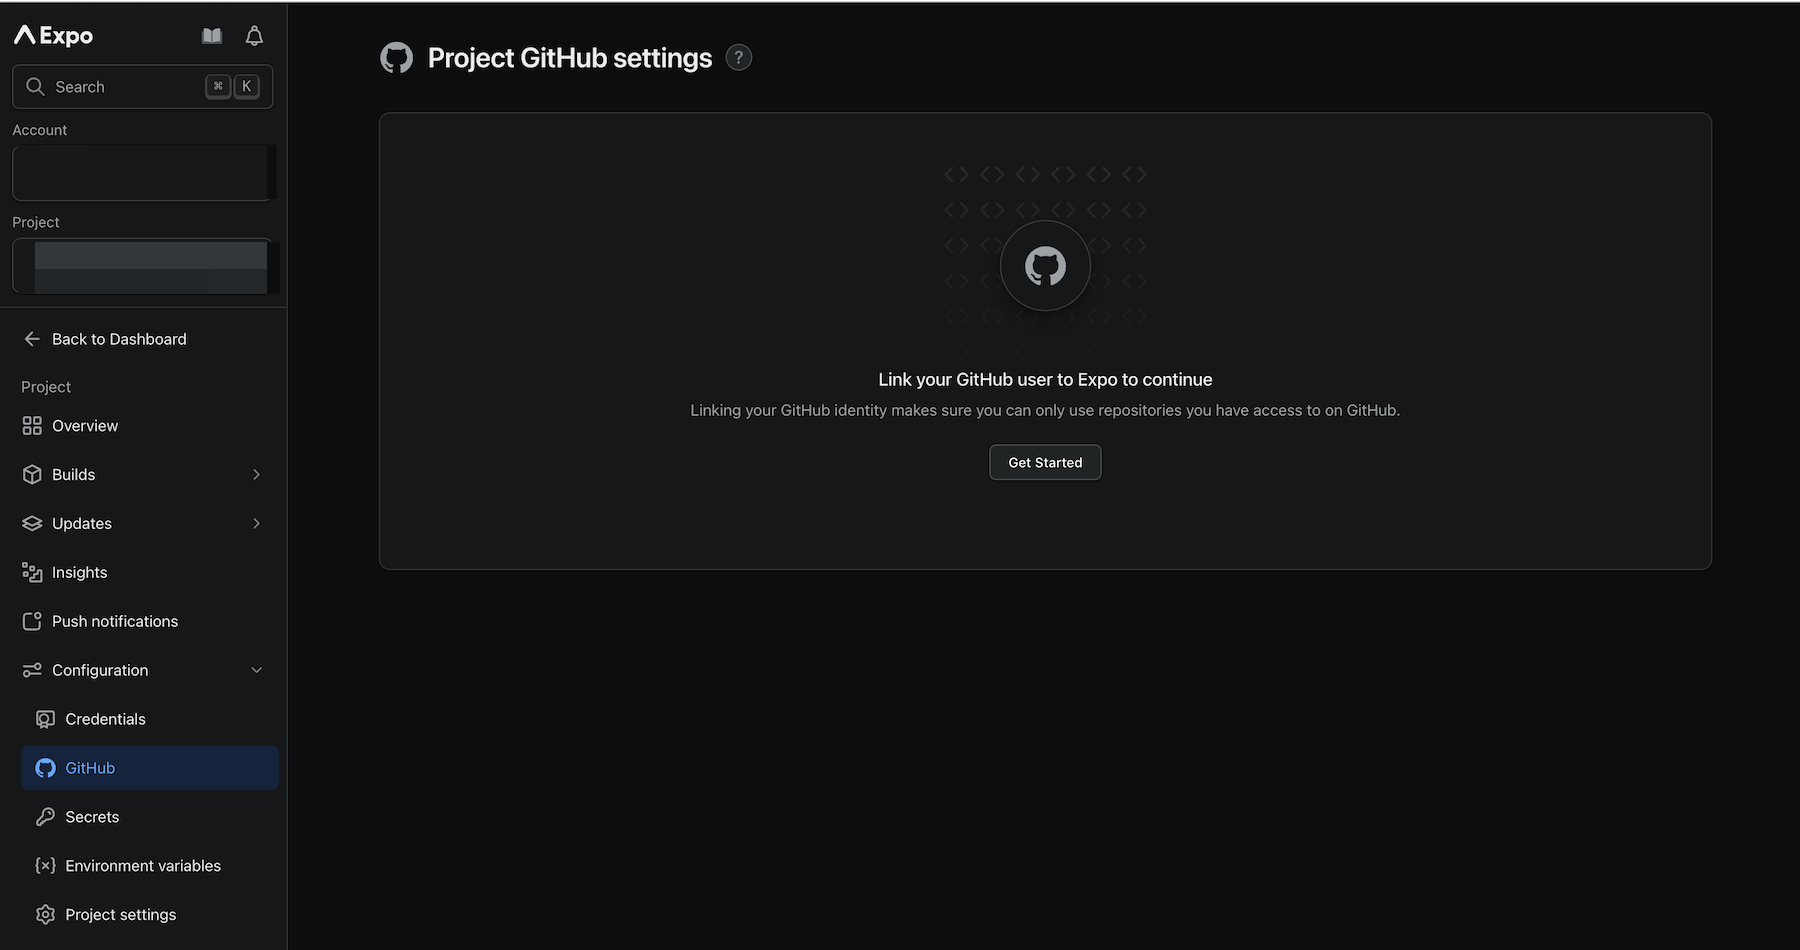 Expo
Search ⌘ K
Account
Project
Back to Dashboard
Project
Overview
Builds
Updates
Insights
Push notifications
Configuration
Credentials
GitHub
Secrets
Environment variables
Project settings
Project GitHub settings ?
Link your GitHub user to Expo to continue
Linking your GitHub identity makes sure you can only use repositories you have access to on GitHub.
Get Started